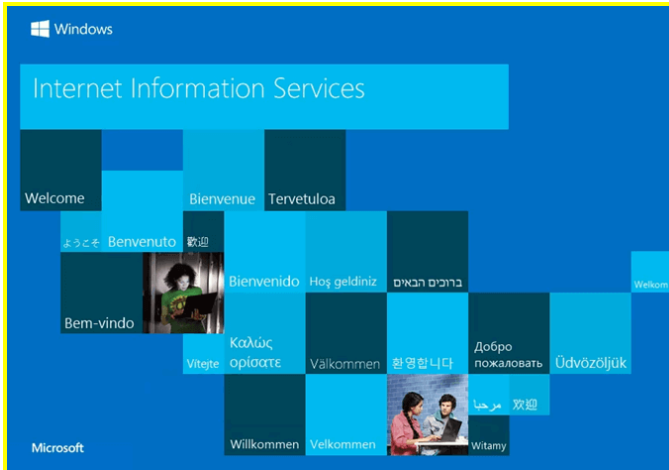 Windows
Internet Information Services
Welcome
Bienvenue
Tervetuloa
ようこそ
Benvenuto
歡迎
Bienvenido
Hoş geldiniz
ברוכים הבאים
Welkom
Bem-vindo
Vítejte
Καλώς
ορίσατε
Välkommen
환영합니다
Добро
пожаловать
Üdvözöljük
مرحبا
欢迎
Microsoft
Willkommen
Velkommen
Witamy